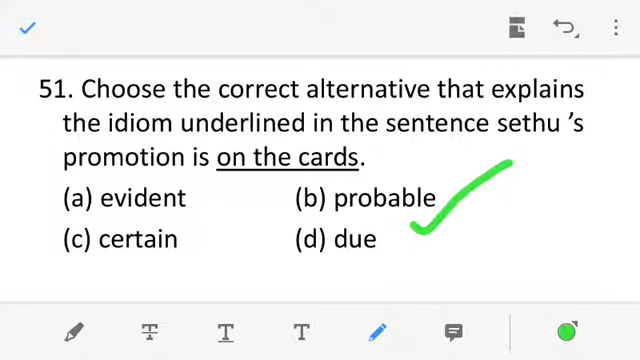 51. Choose the correct alternative that explains
the idiom underlined in the sentence sethu 's
promotion is on the cards.
(a) evident (b) probable
(c) certain (d) due